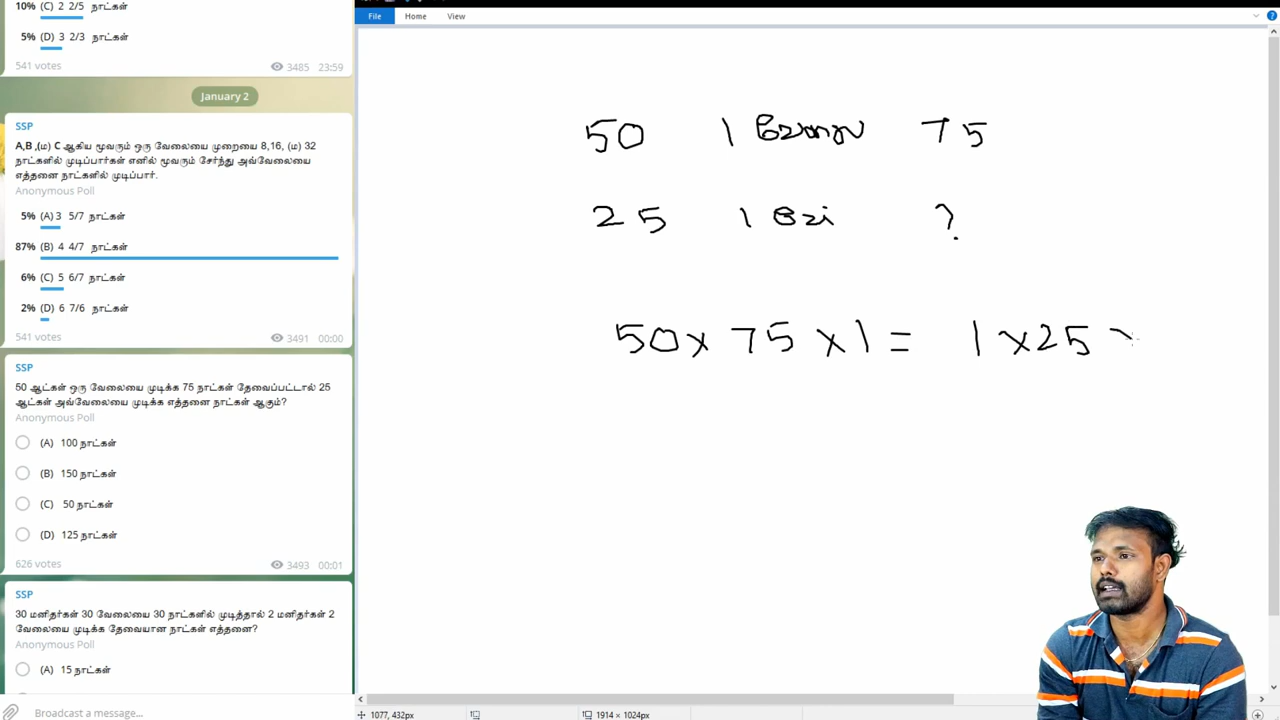 10% (C) 2 2/5 நாட்கள்
5% (D) 3 2/3 நாட்கள்
541 votes 3485 23:59
January 2
SSP
A,B ,(ம) C ஆகிய மூவரும் ஒரு வேலையை முறையை 8,16, (ம) 32
நாட்களில் முடிப்பார்கள் எனில் மூவரும் சேர்ந்து அவ்வேலையை
எத்தனை நாட்களில் முடிப்பார்.
Anonymous Poll
5% (A) 3 5/7 நாட்கள்
87% (B) 4 4/7 நாட்கள்
6% (C) 5 6/7 நாட்கள்
2% (D) 6 7/6 நாட்கள்
541 votes 3491 00:00
SSP
50 ஆட்கள் ஒரு வேலையை முடிக்க 75 நாட்கள் தேவைப்பட்டால் 25
ஆட்கள் அவ்வேலையை முடிக்க எத்தனை நாட்கள் ஆகும்?
Anonymous Poll
(A) 100 நாட்கள்
(B) 150 நாட்கள்
(C) 50 நாட்கள்
(D) 125 நாட்கள்
626 votes 3493 00:01
SSP
30 மனிதர்கள் 30 வேலையை 30 நாட்களில் முடித்தால் 2 மனிதர்கள் 2
வேலையை முடிக்க தேவையான நாட்கள் எத்தனை?
Anonymous Poll
(A) 15 நாட்கள்
Broadcast a message...
File Home View
50 1 வேலை 75
25 1 ?
50 x 75 x 1 = 1 x 25 x
1077, 432px 1914 × 1024px